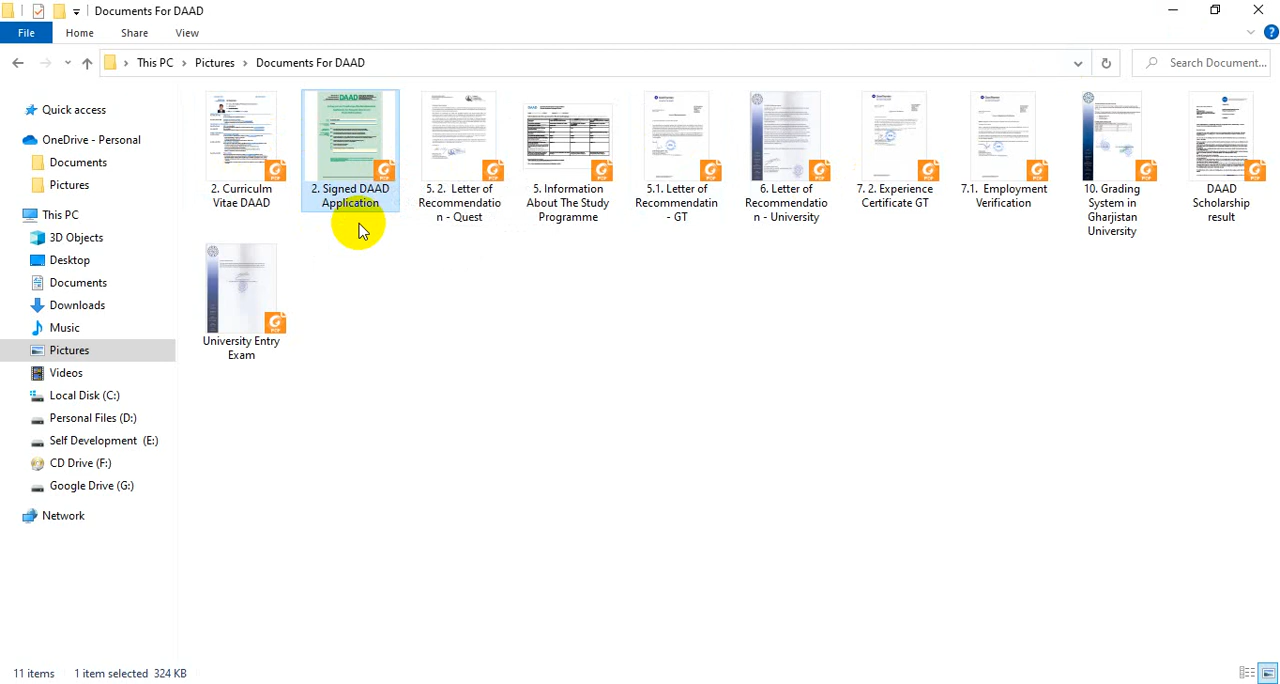 Documents For DAAD
File
Home
Share
View
This PC
Pictures
Documents For DAAD
Search Document...
Quick access
OneDrive - Personal
Documents
Pictures
This PC
3D Objects
Desktop
Documents
Downloads
Music
Pictures
Videos
Local Disk (C:)
Personal Files (D:)
Self Development (E:)
CD Drive (F:)
Google Drive (G:)
Network
2. Curriculm
Vitae DAAD
2. Signed DAAD
Application
5. 2. Letter of
Recommendatio
n - Quest
5. Information
About The Study
Programme
5.1. Letter of
Recommendatin
- GT
6. Letter of
Recommendatio
n - University
7. 2. Experience
Certificate GT
7.1. Employment
Verification
10. Grading
System in
Gharjistan
University
DAAD
Scholarship
result
University Entry
Exam
11 items
1 item selected 324 KB